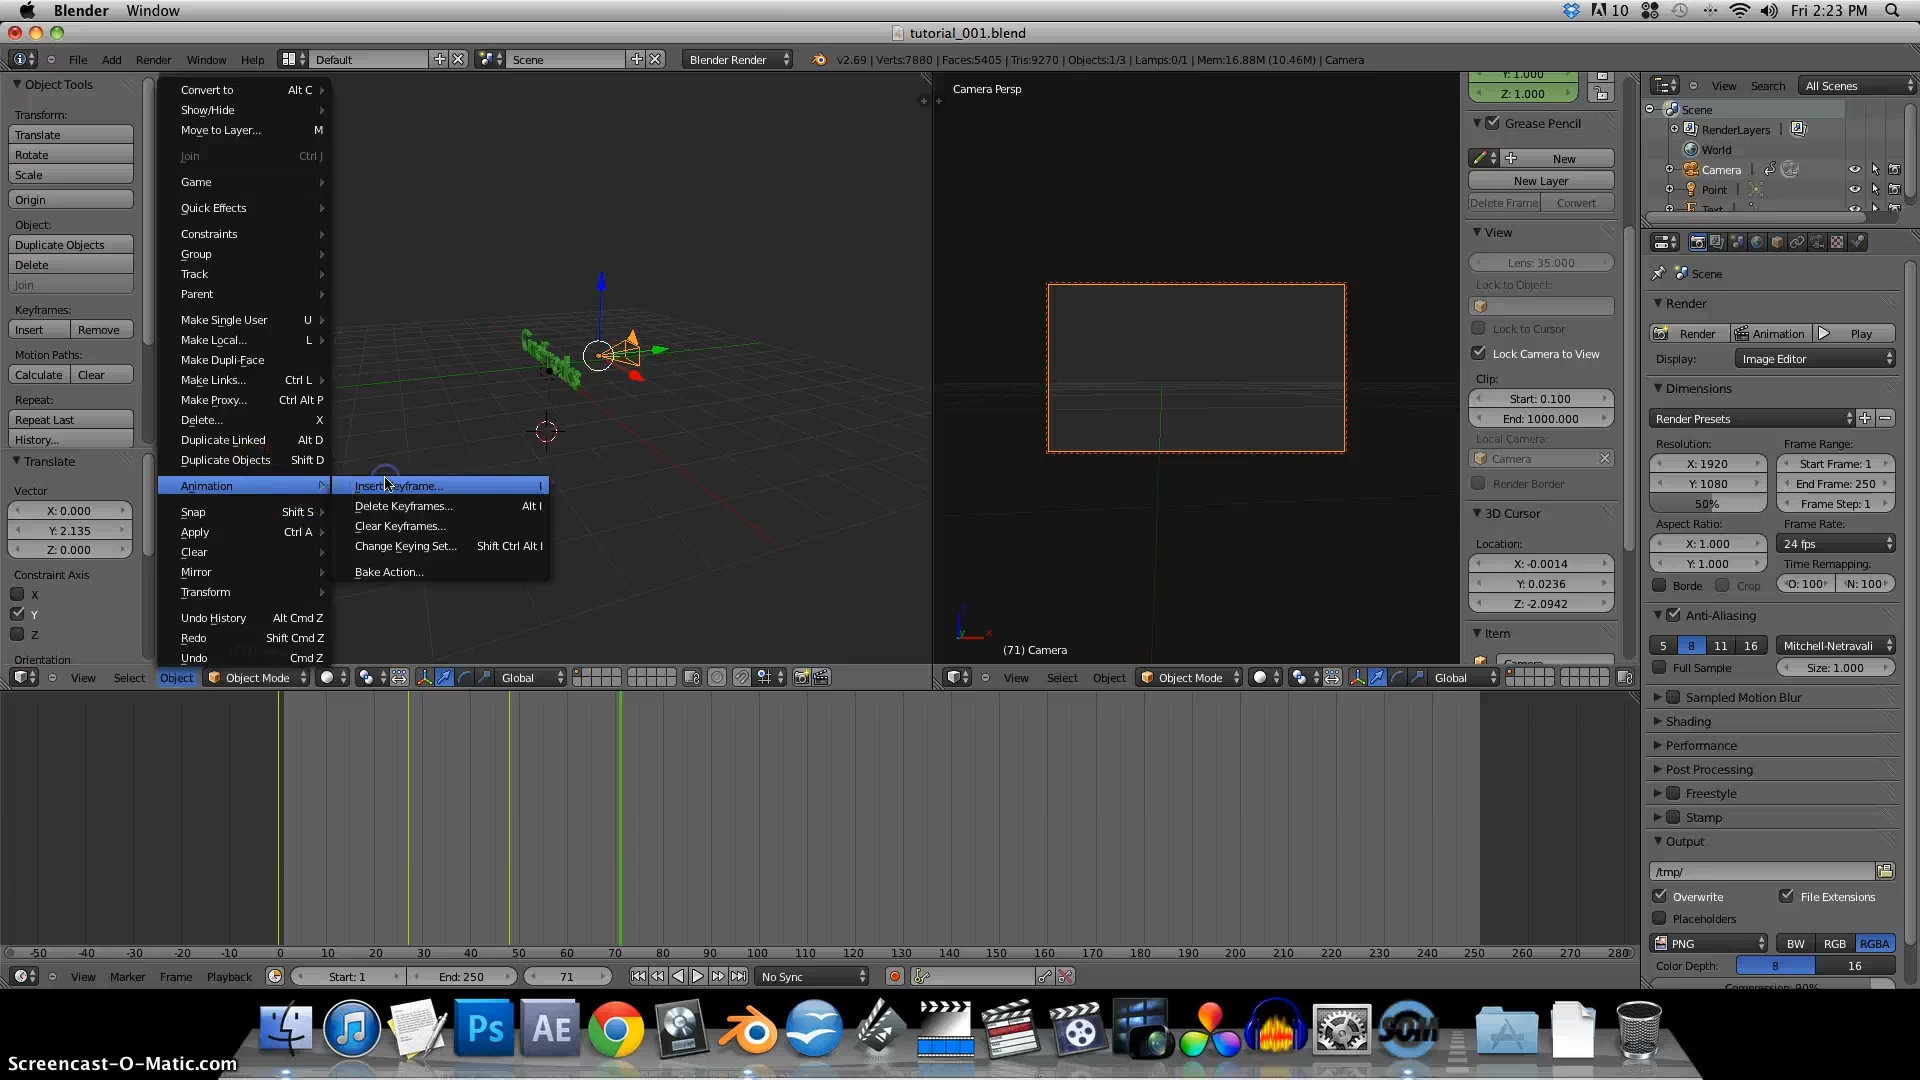 Blender Window
10 Fri 2:23 PM
tutorial_001.blend
File Add Render Window Help Default Scene Blender Render v2.69 | Verts:7880 | Faces:5405 | Tris:9270 | Objects:1/3 | Lamps:0/1 | Mem:16.88M (10.46M) | Camera
Object Tools
Transform:
Translate
Rotate
Scale
Origin
Object:
Duplicate Objects
Delete
Join
Keyframes:
Insert Remove
Motion Paths:
Calculate Clear
Repeat:
Repeat Last
History...
Translate
Vector
X: 0.000
Y: 2.135
Z: 0.000
Constraint Axis
X
Y
Z
Orientation
Convert to Alt C
Show/Hide
Move to Layer... M
Join Ctrl J
Game
Quick Effects
Constraints
Group
Track
Parent
Make Single User U
Make Local... L
Make Dupli-Face
Make Links... Ctrl L
Make Proxy... Ctrl Alt P
Delete... X
Duplicate Linked Alt D
Duplicate Objects Shift D
Animation
Snap Shift S
Apply Ctrl A
Clear
Mirror
Transform
Undo History Alt Cmd Z
Redo Shift Cmd Z
Undo Cmd Z
Insert Keyframe... I
Delete Keyframes... Alt I
Clear Keyframes...
Change Keying Set... Shift Ctrl Alt I
Bake Action...
View Select Object Object Mode Global
Camera Persp
(71) Camera
View Select Object Object Mode Global
Y: 1.000
Z: 1.000
Grease Pencil
New
New Layer
Delete Frame Convert
View
Lens: 35.000
Lock to Object:
Lock to Cursor
Lock Camera to View
Clip:
Start: 0.100
End: 1000.000
Local Camera:
Camera
Render Border
3D Cursor
Location:
X: -0.0014
Y: 0.0236
Z: -2.0942
Item
Camera
View Search All Scenes
Scene
RenderLayers
World
Camera
Point
Text
Scene
Render
Render Animation Play
Display: Image Editor
Dimensions
Render Presets
Resolution: Frame Range:
X: 1920 Start Frame: 1
Y: 1080 End Frame: 250
50% Frame Step: 1
Aspect Ratio: Frame Rate:
X: 1.000 24 fps
Y: 1.000 Time Remapping:
Borde Crop O: 100 N: 100
Anti-Aliasing
5 8 11 16 Mitchell-Netravali
Full Sample Size: 1.000
Sampled Motion Blur
Shading
Performance
Post Processing
Freestyle
Stamp
Output
/tmp/
Overwrite File Extensions
Placeholders
PNG BW RGB RGBA
Color Depth: 8 16
Compression: 90%
-50 -40 -30 -20 -10 0 10 20 30 40 50 60 70 80 90 100 110 120 130 140 150 160 170 180 190 200 210 220 230 240 250 260 270 280
View Marker Frame Playback Start: 1 End: 250 71 No Sync
Ps AE SOM
Screencast-O-Matic.com